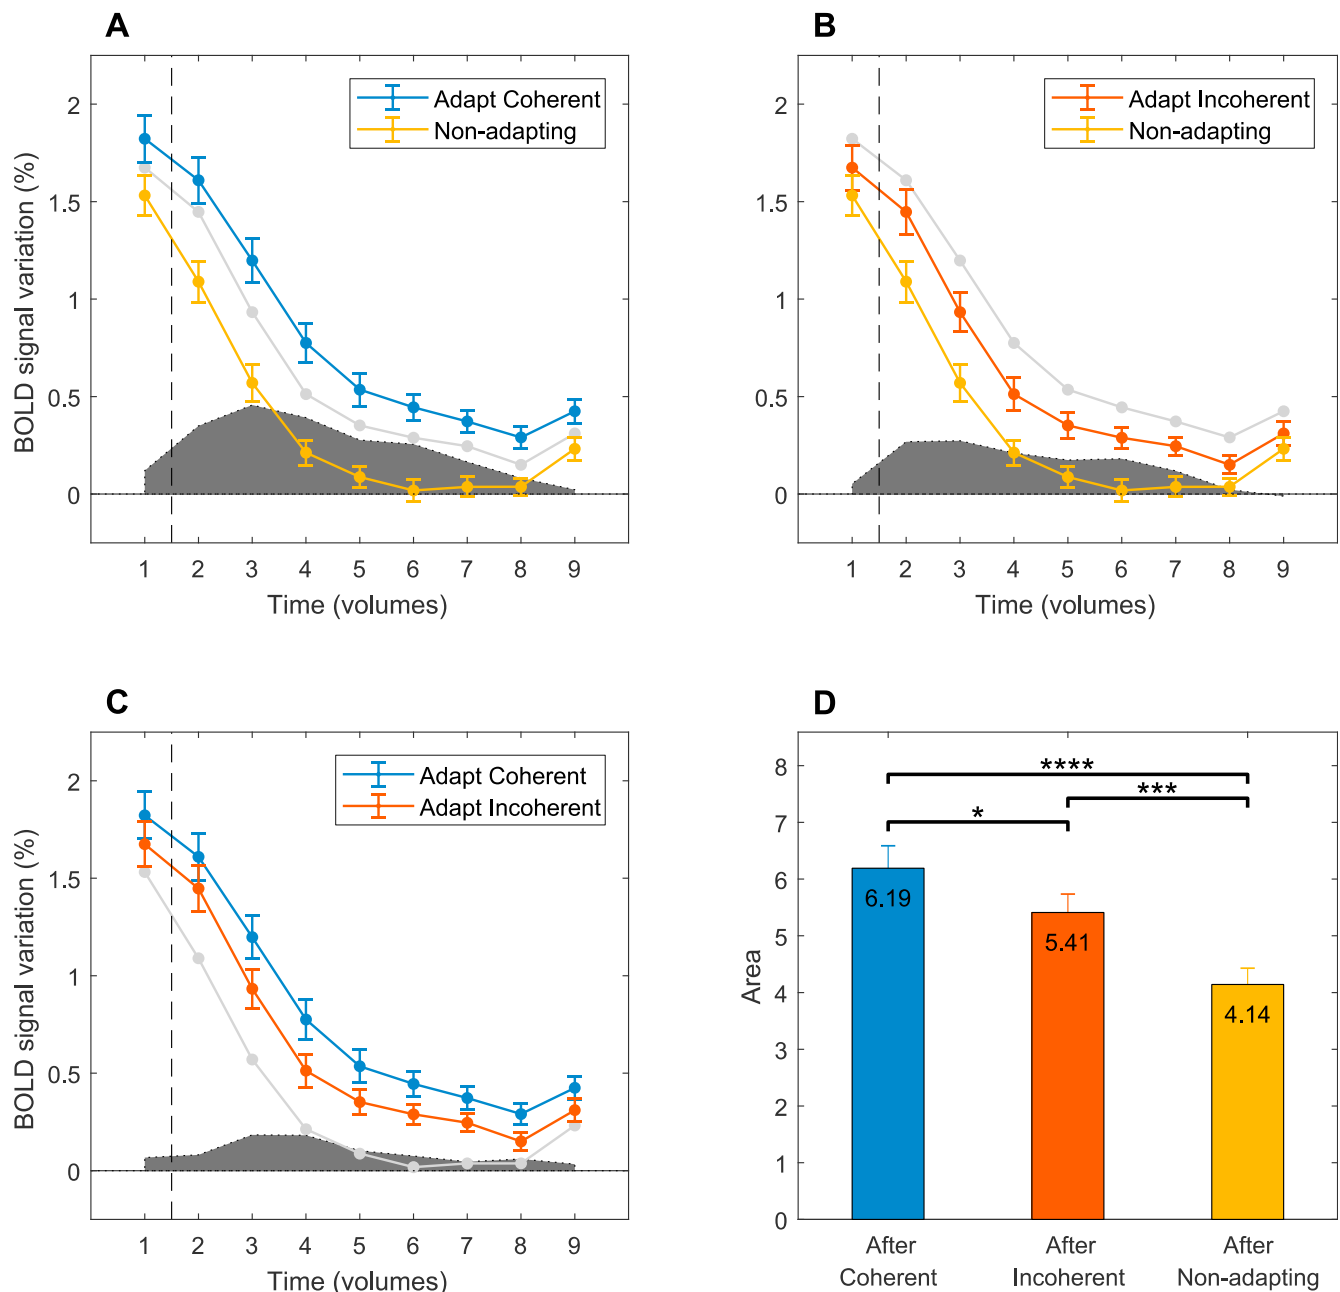 A
BOLD signal variation (%)
2
1.5
1
0.5
0
Adapt Coherent
Non-adapting
1 2 3 4 5 6 7 8 9
Time (volumes)
B
2
1.5
1
0.5
0
Adapt Incoherent
Non-adapting
1 2 3 4 5 6 7 8 9
Time (volumes)
C
BOLD signal variation (%)
2
1.5
1
0.5
0
Adapt Coherent
Adapt Incoherent
1 2 3 4 5 6 7 8 9
Time (volumes)
D
Area
8
7
6
5
4
3
2
1
0
****
***
*
6.19
5.41
4.14
After
Coherent
After
Incoherent
After
Non-adapting